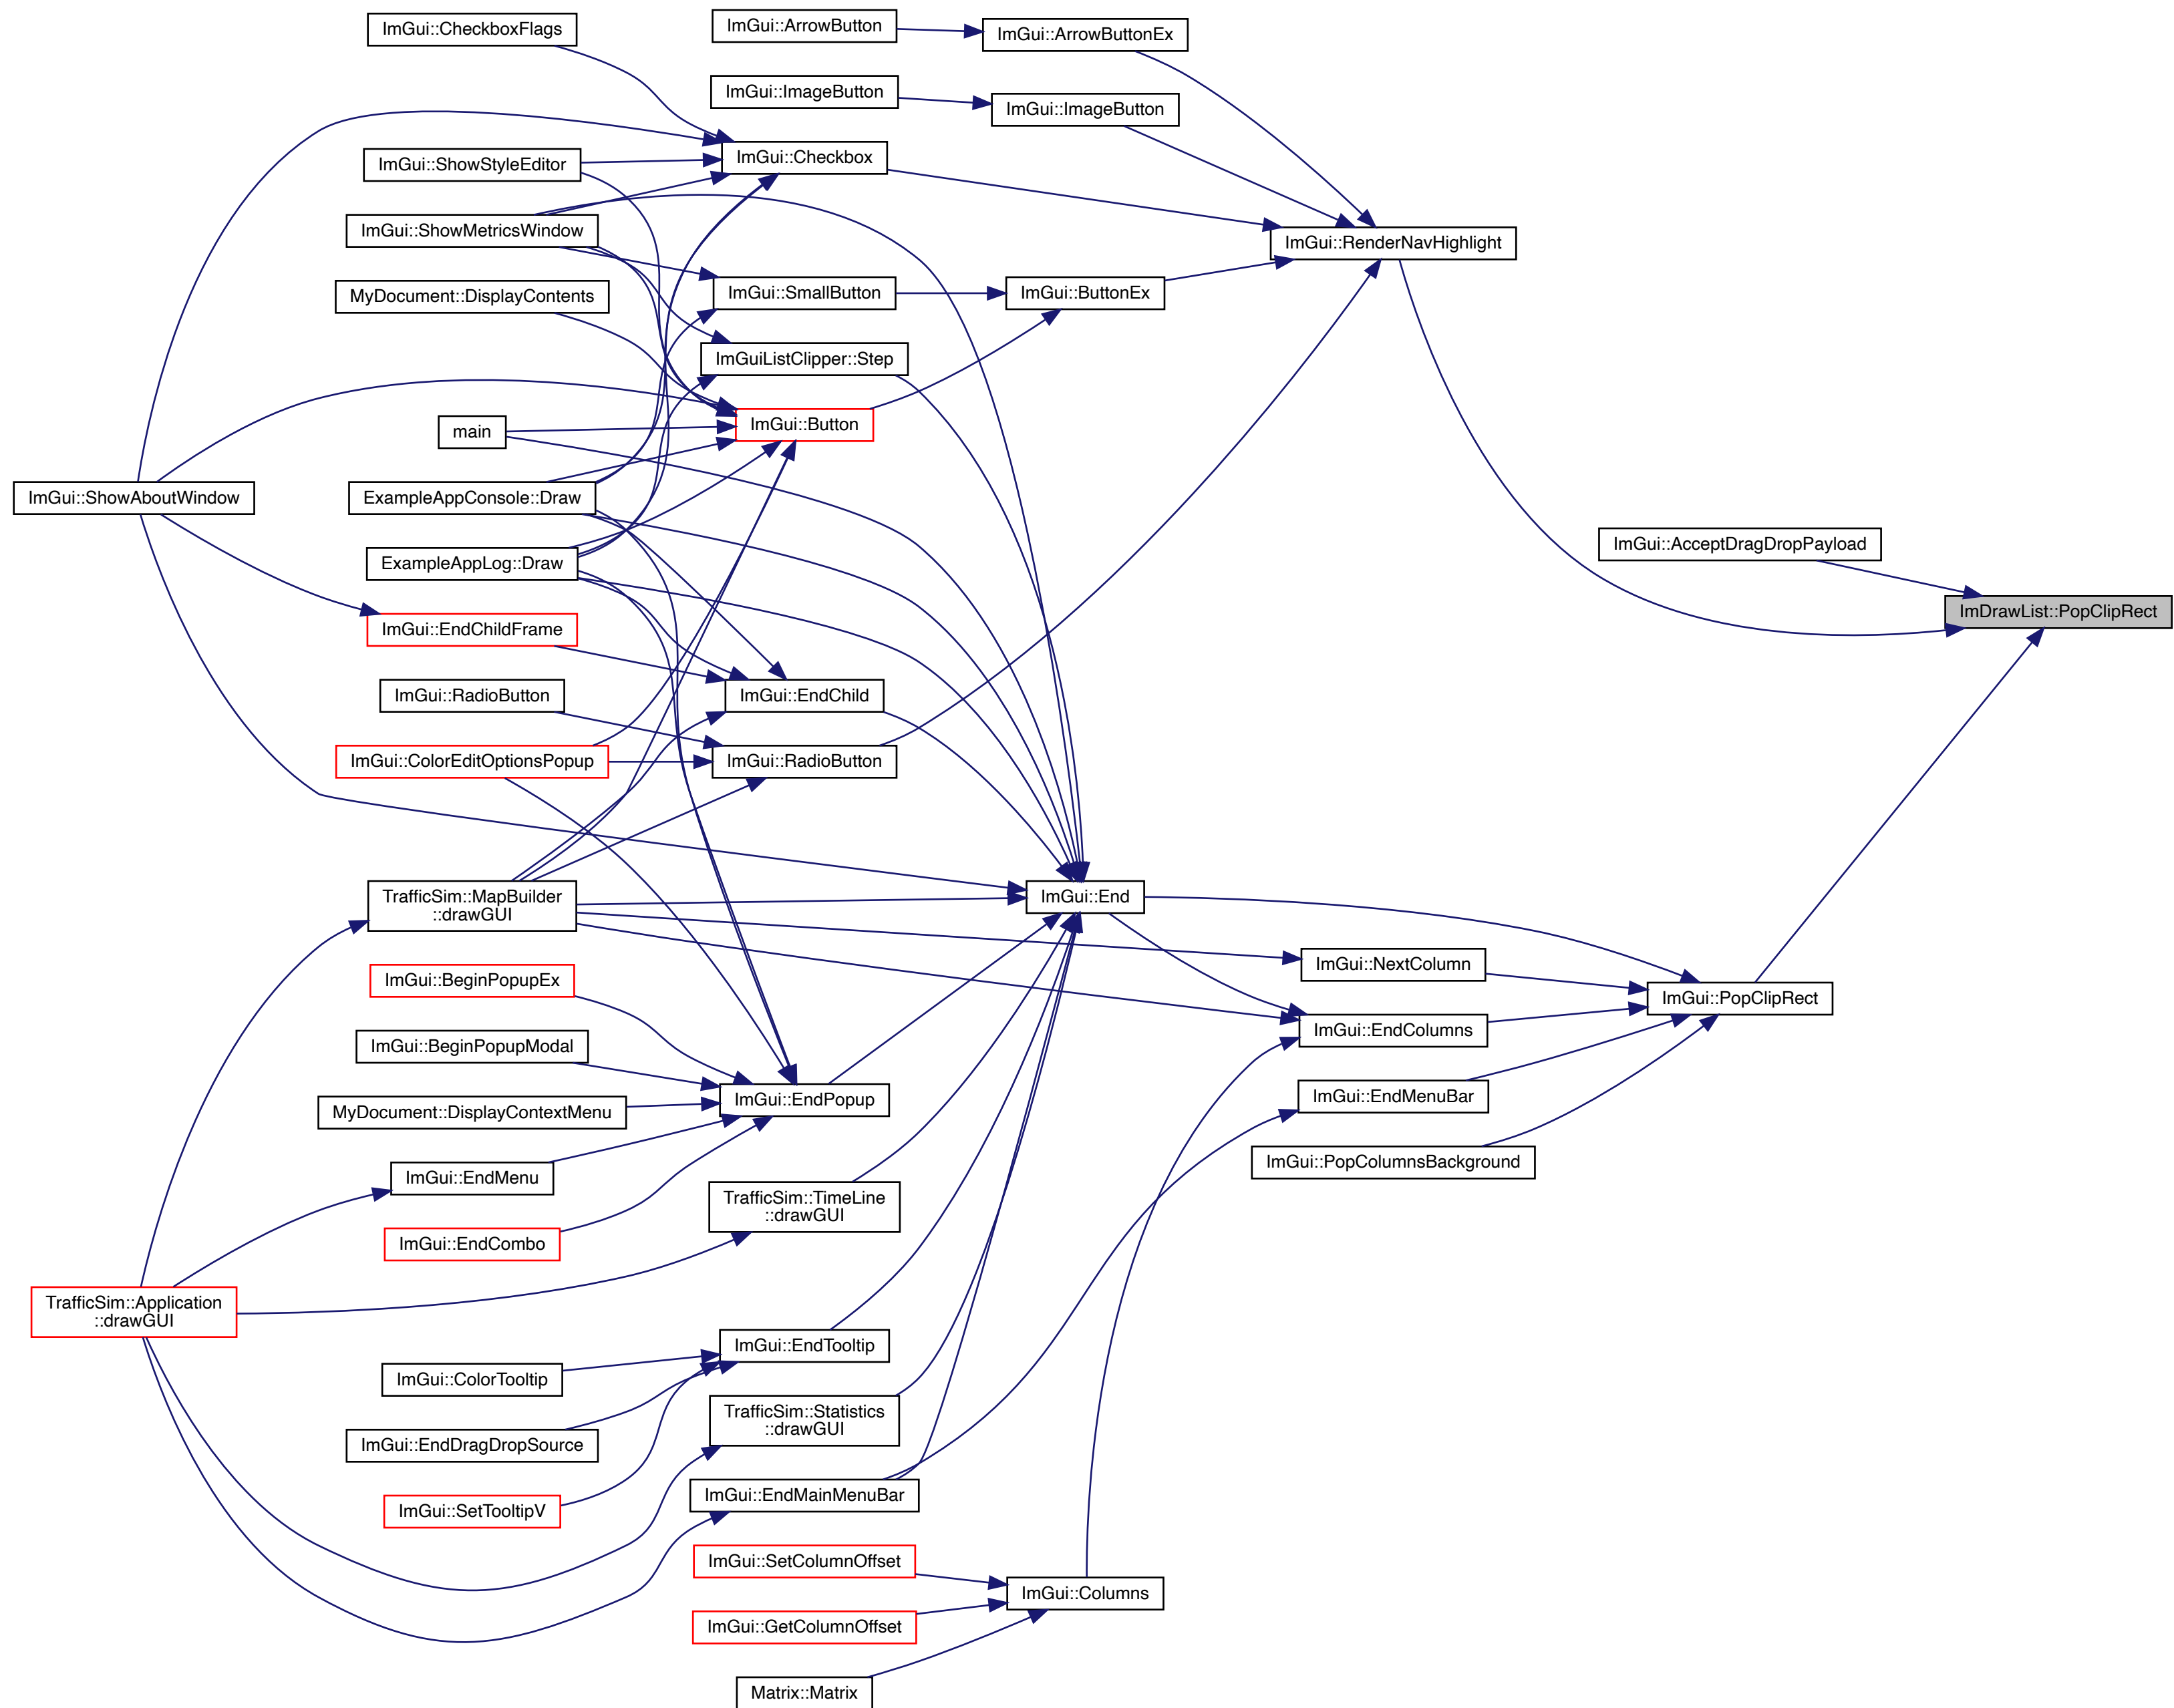 ImGui::CheckboxFlags
ImGui::ArrowButton
ImGui::ArrowButtonEx
ImGui::ImageButton
ImGui::ImageButton
ImGui::ShowStyleEditor
ImGui::Checkbox
ImGui::ShowMetricsWindow
ImGui::RenderNavHighlight
MyDocument::DisplayContents
ImGui::SmallButton
ImGui::ButtonEx
ImGuiListClipper::Step
main
ImGui::Button
ImGui::ShowAboutWindow
ExampleAppConsole::Draw
ExampleAppLog::Draw
ImGui::AcceptDragDropPayload
ImDrawList::PopClipRect
ImGui::EndChildFrame
ImGui::RadioButton
ImGui::EndChild
ImGui::ColorEditOptionsPopup
ImGui::RadioButton
TrafficSim::MapBuilder
::drawGUI
ImGui::End
ImGui::BeginPopupEx
ImGui::NextColumn
ImGui::PopClipRect
ImGui::EndColumns
ImGui::BeginPopupModal
ImGui::EndPopup
ImGui::EndMenuBar
MyDocument::DisplayContextMenu
ImGui::PopColumnsBackground
ImGui::EndMenu
TrafficSim::TimeLine
::drawGUI
ImGui::EndCombo
TrafficSim::Application
::drawGUI
ImGui::EndTooltip
ImGui::ColorTooltip
TrafficSim::Statistics
::drawGUI
ImGui::EndDragDropSource
ImGui::EndMainMenuBar
ImGui::SetTooltipV
ImGui::SetColumnOffset
ImGui::Columns
ImGui::GetColumnOffset
Matrix::Matrix